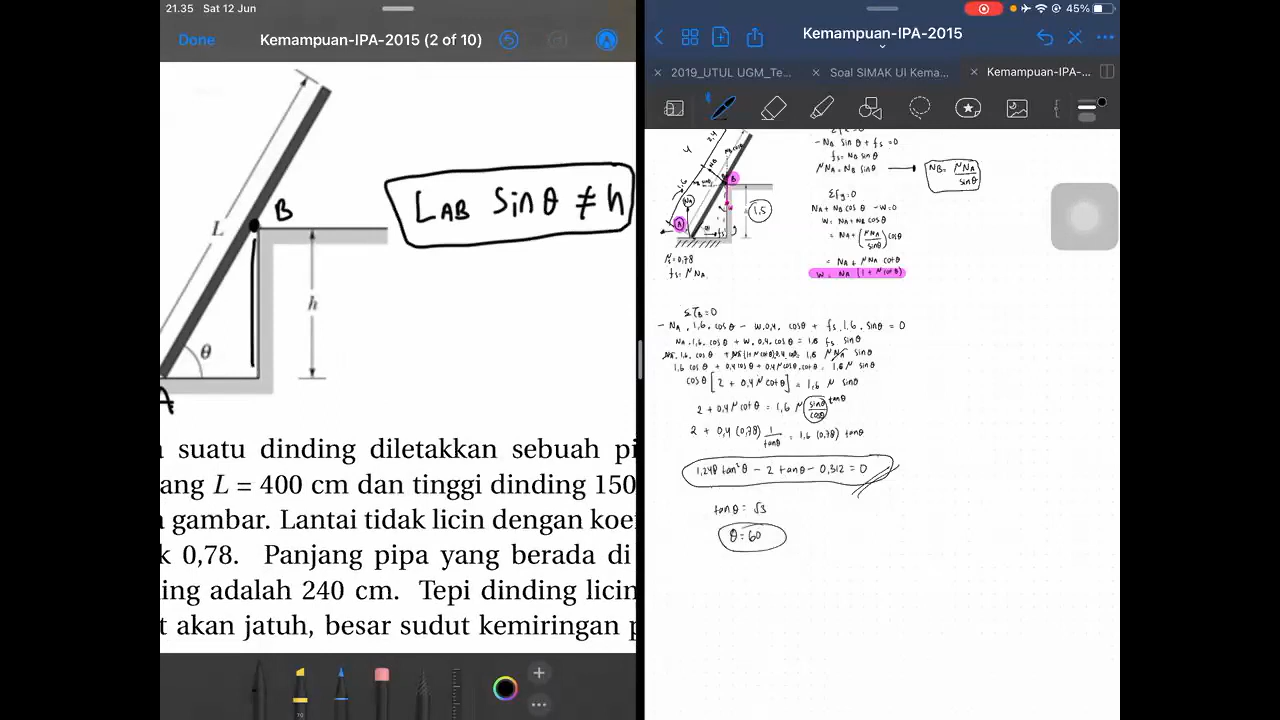 21.35 Sat 12 Jun
45%
Done
Kemampuan-IPA-2015 (2 of 10)
Kemampuan-IPA-2015
2019_UTUL UGM_Te...
Soal SIMAK UI Kema...
Kemampuan-IPA-...
L
B
h
θ
A
L_AB sin θ ≠ h
suatu dinding diletakkan sebuah pi
ang L = 400 cm dan tinggi dinding 150
gambar. Lantai tidak licin dengan koe
k 0,78. Panjang pipa yang berada di
ing adalah 240 cm. Tepi dinding licin
t akan jatuh, besar sudut kemiringan p
B
1,5
μ = 0,78
fs = μ NA
- NB sin θ + fs = 0
fs = NB sin θ
μ NA = NB sin θ
NB = μ NA / sin θ
Σ fy = 0
NA + NB cos θ - W = 0
W = NA + NB cos θ
= NA + (μ NA / sin θ) cos θ
= NA + μ NA cot θ
W = NA (1 + μ cot θ)
Σ τB = 0
- NA . 1,6 . cos θ - W . 0,4 . cos θ + fs . 1,6 . sin θ = 0
NA . 1,6 . cos θ + W . 0,4 . cos θ = 1,6 fs sin θ
1,6 cos θ + 0,4 cos θ + 0,4 μ cos θ . cot θ = 1,6 μ sin θ
cos θ [2 + 0,4 μ cot θ] = 1,6 μ sin θ
2 + 0,4 μ cot θ = 1,6 μ sin θ / cos θ tan θ
2 + 0,4 (0,78) 1 / tan θ = 1,6 (0,78) tan θ
1,248 tan² θ - 2 tan θ - 0,312 = 0
tan θ = √3
θ = 60